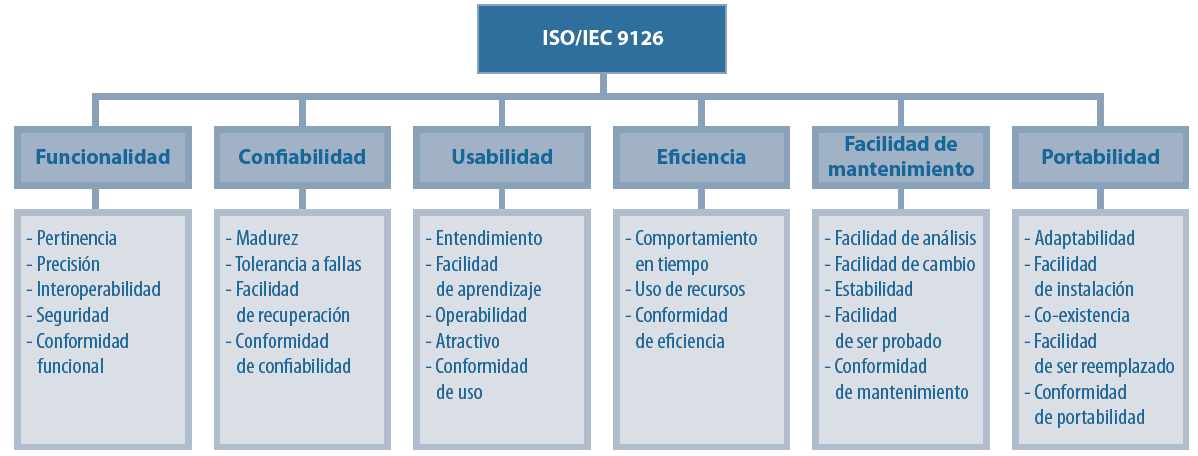 ISO/IEC 9126
Funcionalidad
- Pertinencia
- Precisión
- Interoperabilidad
- Seguridad
- Conformidad
funcional
Confiabilidad
- Madurez
- Tolerancia a fallas
- Facilidad
de recuperación
- Conformidad
de confiabilidad
Usabilidad
- Entendimiento
- Facilidad
de aprendizaje
- Operabilidad
- Atractivo
- Conformidad
de uso
Eficiencia
- Comportamiento
en tiempo
- Uso de recursos
- Conformidad
de eficiencia
Facilidad de
mantenimiento
- Facilidad de análisis
- Facilidad de cambio
- Estabilidad
- Facilidad
de ser probado
- Conformidad
de mantenimiento
Portabilidad
- Adaptabilidad
- Facilidad
de instalación
- Co-existencia
- Facilidad
de ser reemplazado
- Conformidad
de portabilidad